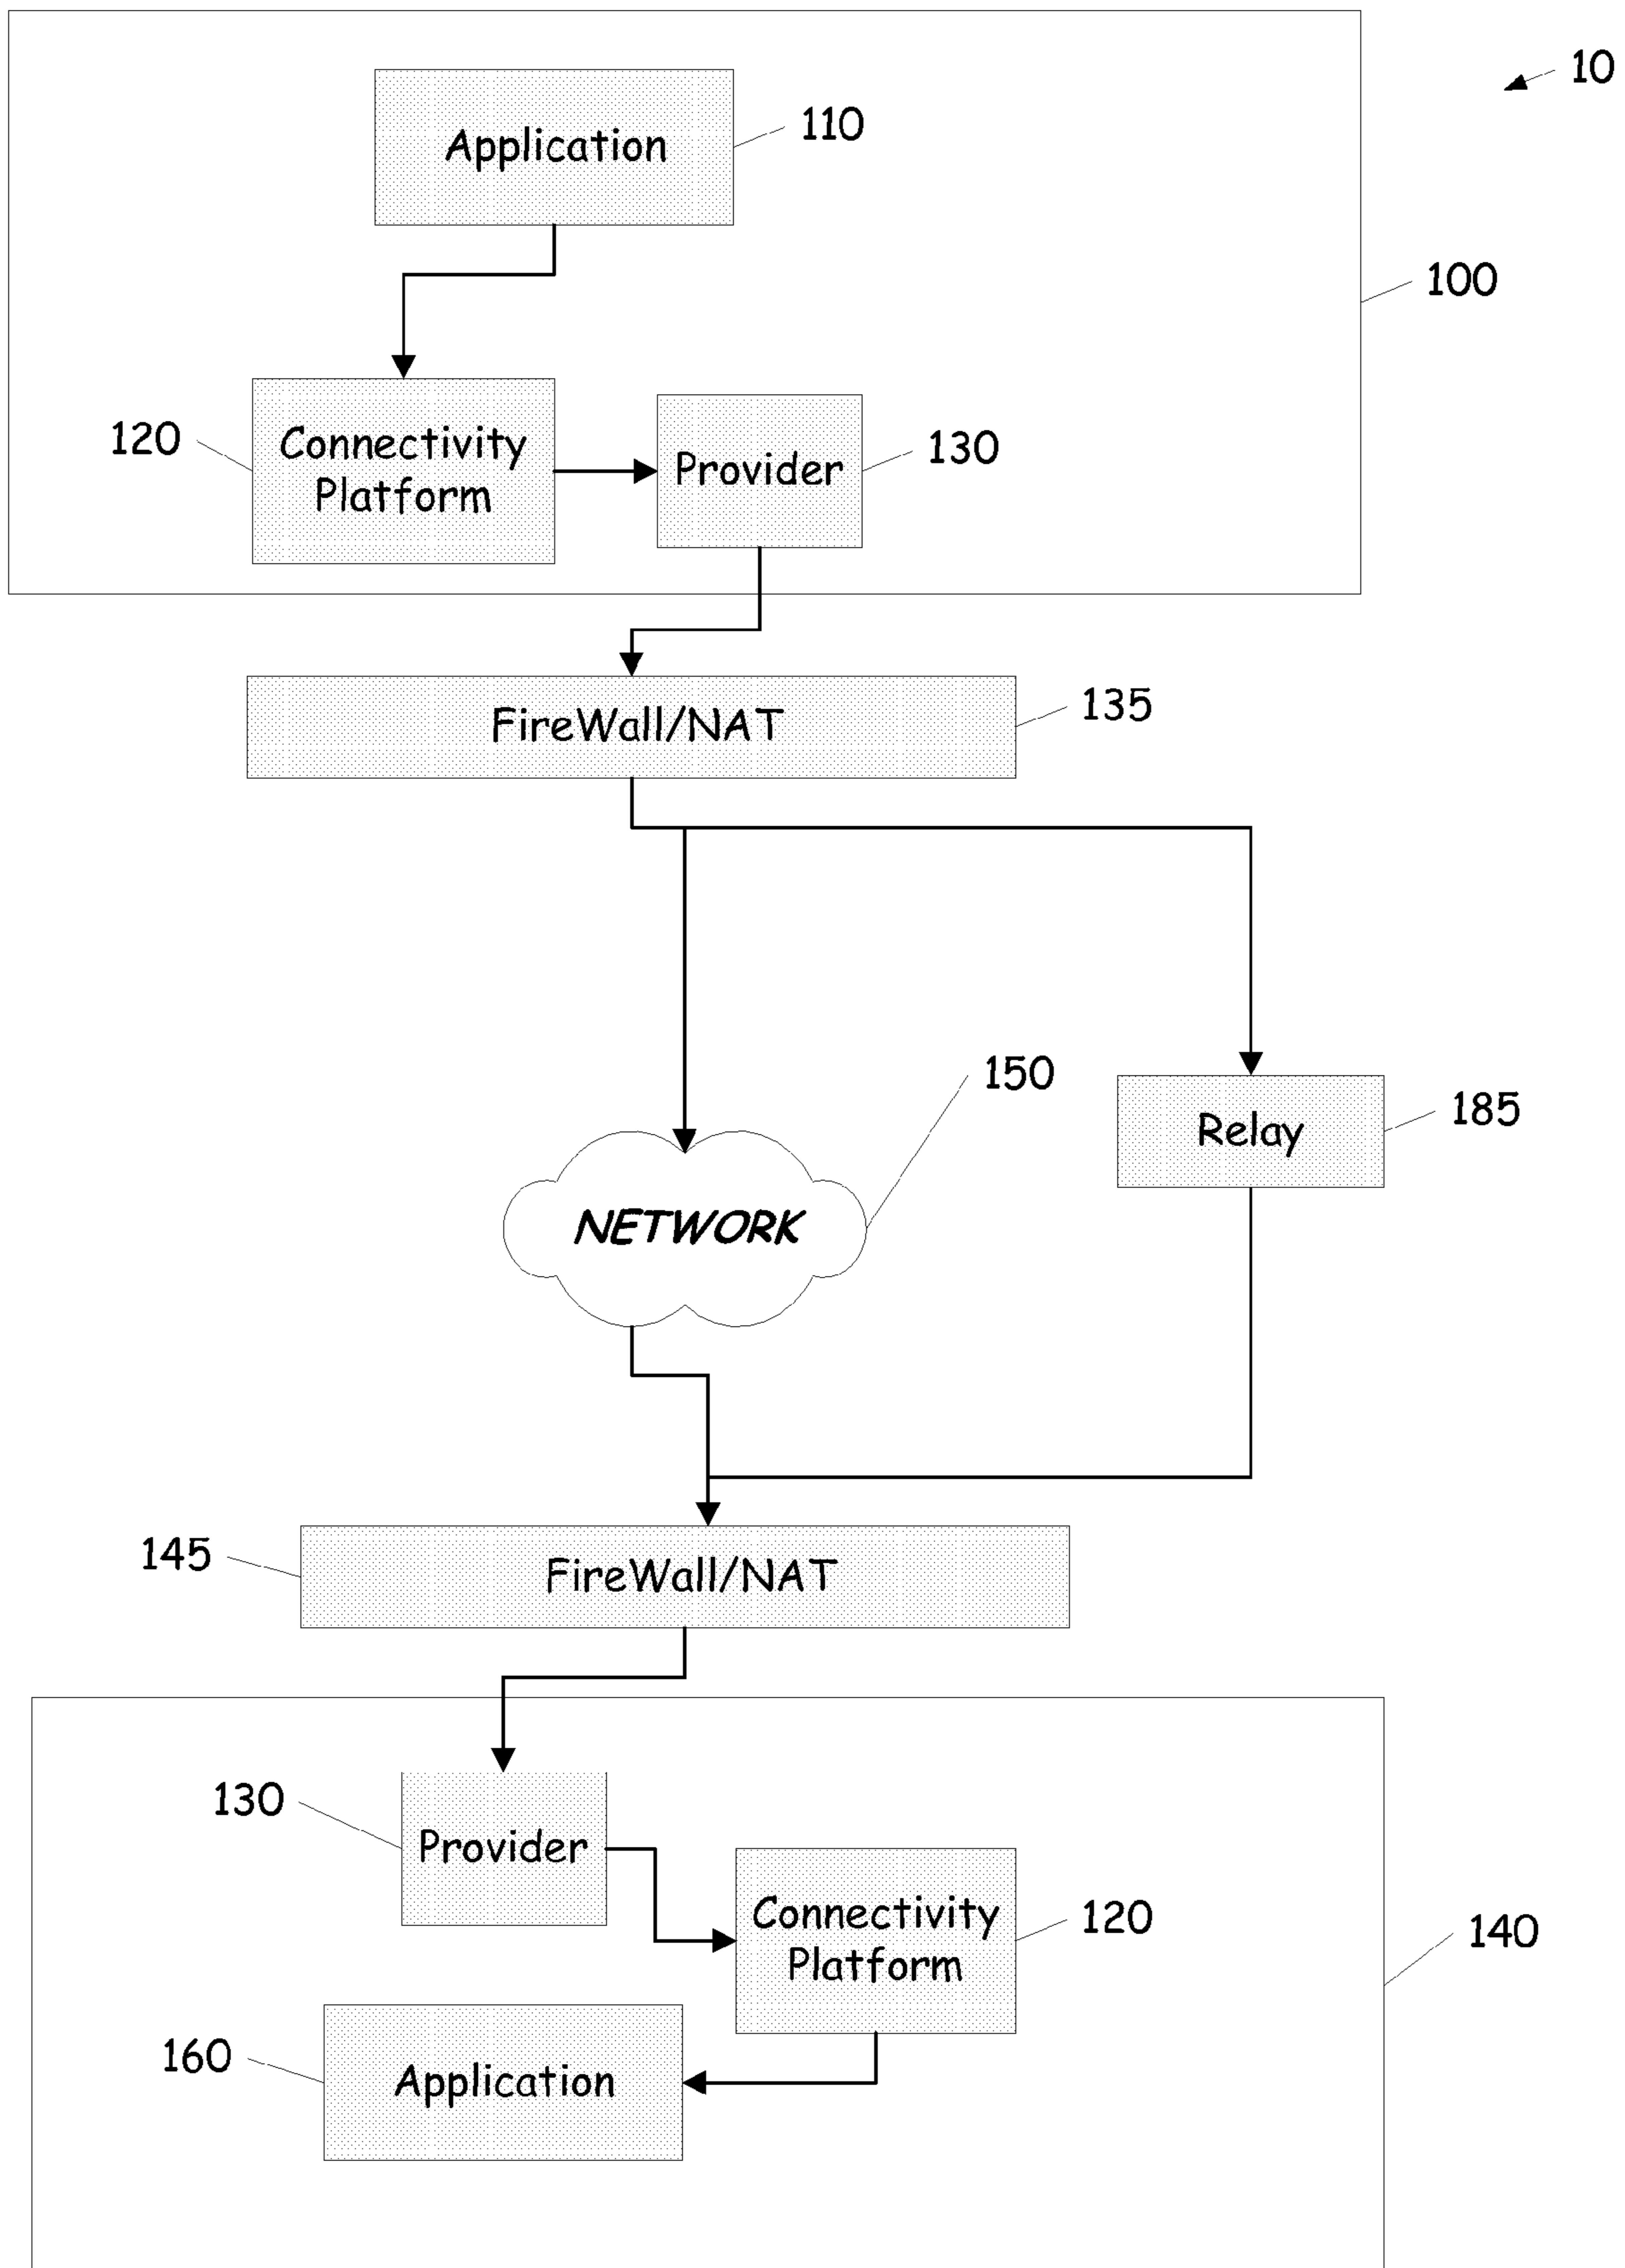 10
Application
110
100
120
Connectivity
Platform
Provider
130
FireWall/NAT
135
150
Relay
185
NETWORK
145
FireWall/NAT
130
Provider
Connectivity
Platform
120
140
160
Application